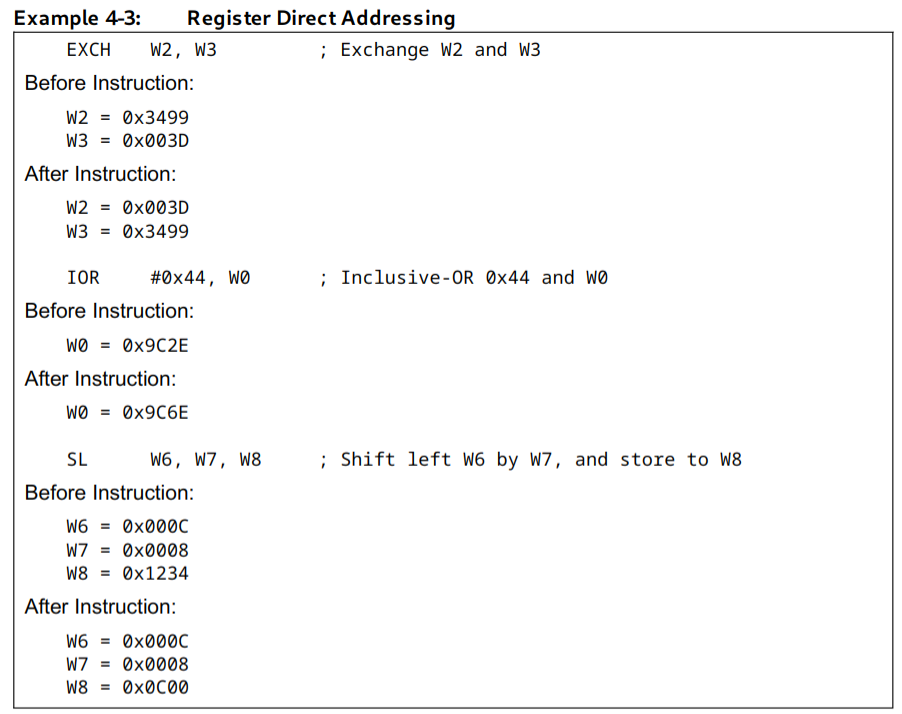 Example 4-3: Register Direct Addressing
EXCH W2, W3 ; Exchange W2 and W3
Before Instruction:
W2 = 0x3499
W3 = 0x003D
After Instruction:
W2 = 0x003D
W3 = 0x3499
IOR #0x44, W0 ; Inclusive-OR 0x44 and W0
Before Instruction:
W0 = 0x9C2E
After Instruction:
W0 = 0x9C6E
SL W6, W7, W8 ; Shift left W6 by W7, and store to W8
Before Instruction:
W6 = 0x000C
W7 = 0x0008
W8 = 0x1234
After Instruction:
W6 = 0x000C
W7 = 0x0008
W8 = 0x0C00